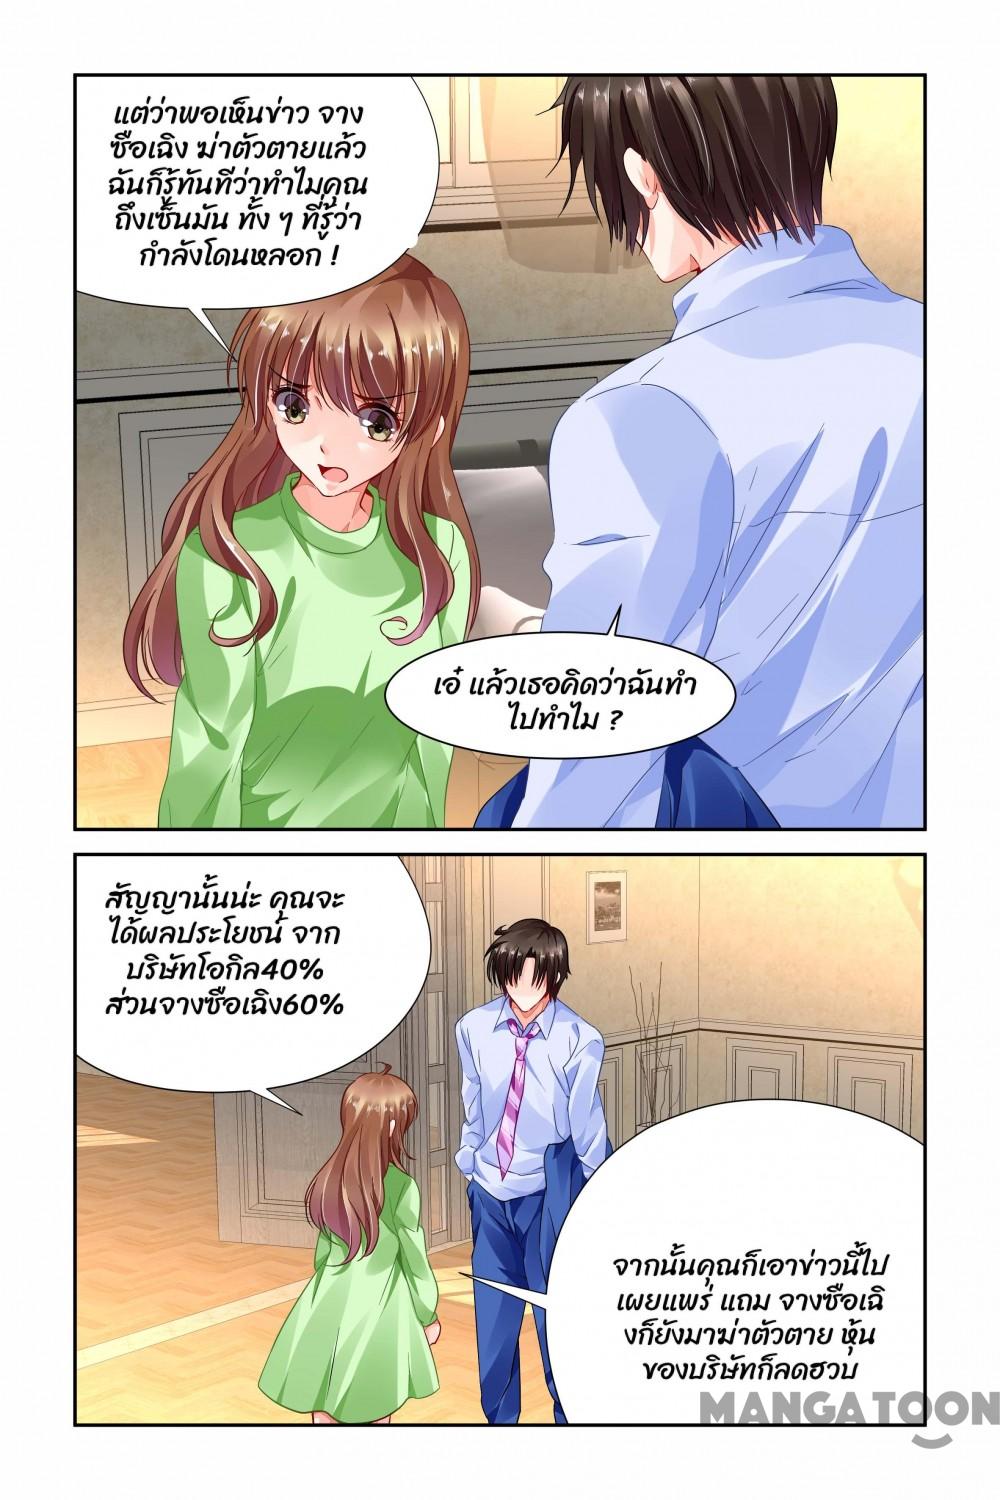 แต่ว่าพอเห็นข่าว จาง
ซือเฉิง ฆ่าตัวตายแล้ว
ฉันก็รู้ทันทีว่าทำไมคุณ
ถึงเซ็นมัน ทั้ง ๆ ที่รู้ว่า
กำลังโดนหลอก !
เอ๋ แล้วเธอคิดว่าฉันทำ
ไปทำไม ?
สัญญานั้นน่ะ คุณจะ
ได้ผลประโยชน์ จาก
บริษัทโอกิล40%
ส่วนจางซือเฉิง60%
จากนั้นคุณก็เอาข่าวนี้ไป
เผยแพร่ แถม จางซือเฉิ
งก็ยังมาฆ่าตัวตาย หุ้น
ของบริษัทก็ลดฮวบ
MANGATOON